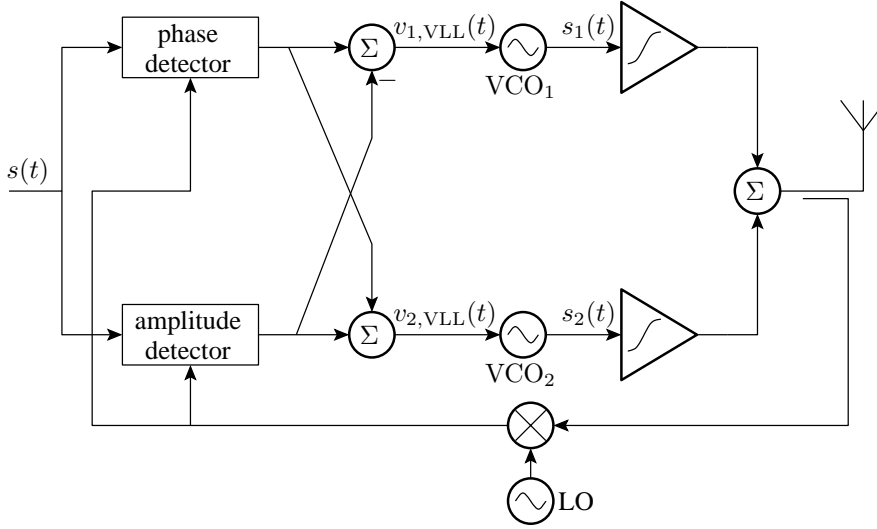 phase
detector
Σ
v₁,VLL(t)
s₁(t)
VCO₁
−
s(t)
Σ
amplitude
detector
Σ
v₂,VLL(t)
s₂(t)
VCO₂
LO